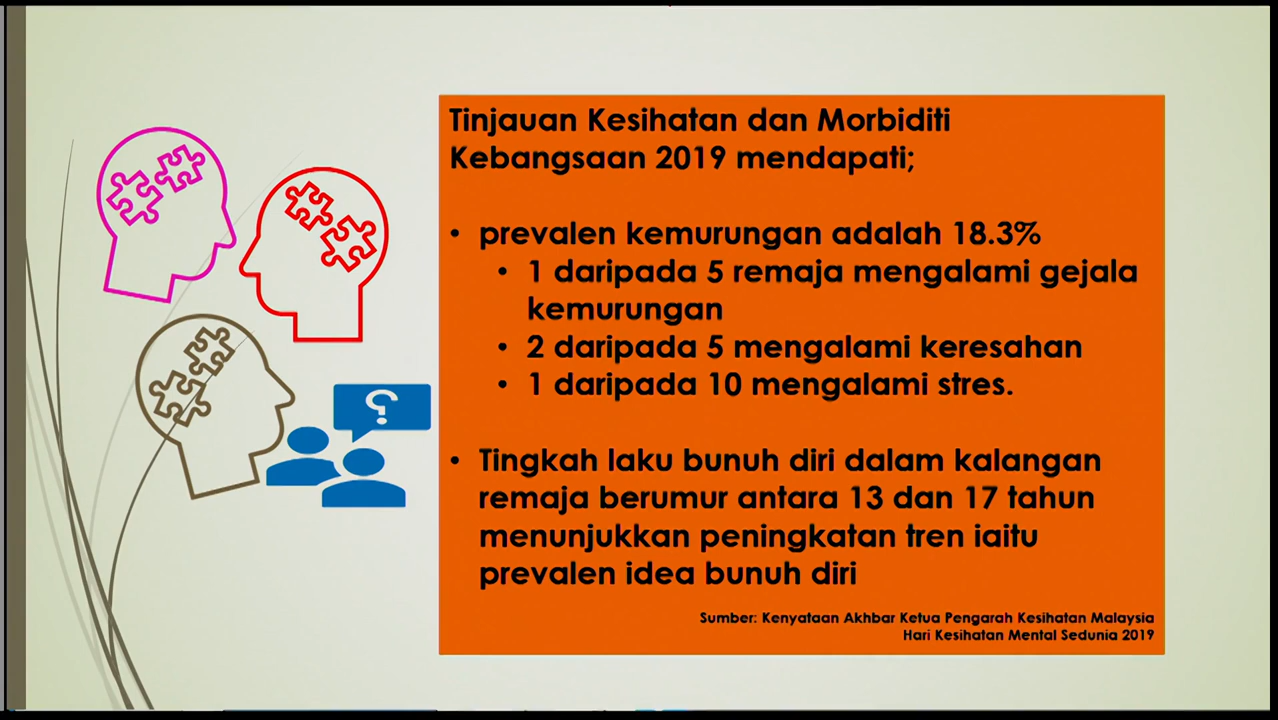 Tinjauan Kesihatan dan Morbiditi
Kebangsaan 2019 mendapati;
• prevalen kemurungan adalah 18.3%
• 1 daripada 5 remaja mengalami gejala
kemurungan
• 2 daripada 5 mengalami keresahan
• 1 daripada 10 mengalami stres.
• Tingkah laku bunuh diri dalam kalangan
remaja berumur antara 13 dan 17 tahun
menunjukkan peningkatan tren iaitu
prevalen idea bunuh diri
Sumber: Kenyataan Akhbar Ketua Pengarah Kesihatan Malaysia
Hari Kesihatan Mental Sedunia 2019
?